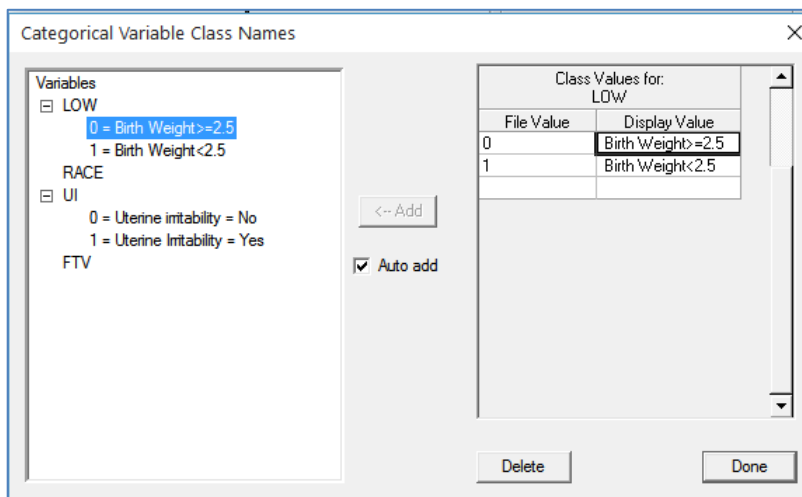 Categorical Variable Class Names
Variables
LOW
0 = Birth Weight>=2.5
1 = Birth Weight<2.5
RACE
UI
0 = Uterine irritability = No
1 = Uterine Irritability = Yes
FTV
<-- Add
Auto add
Class Values for:
LOW
File Value Display Value
0 Birth Weight>=2.5
1 Birth Weight<2.5
Delete Done